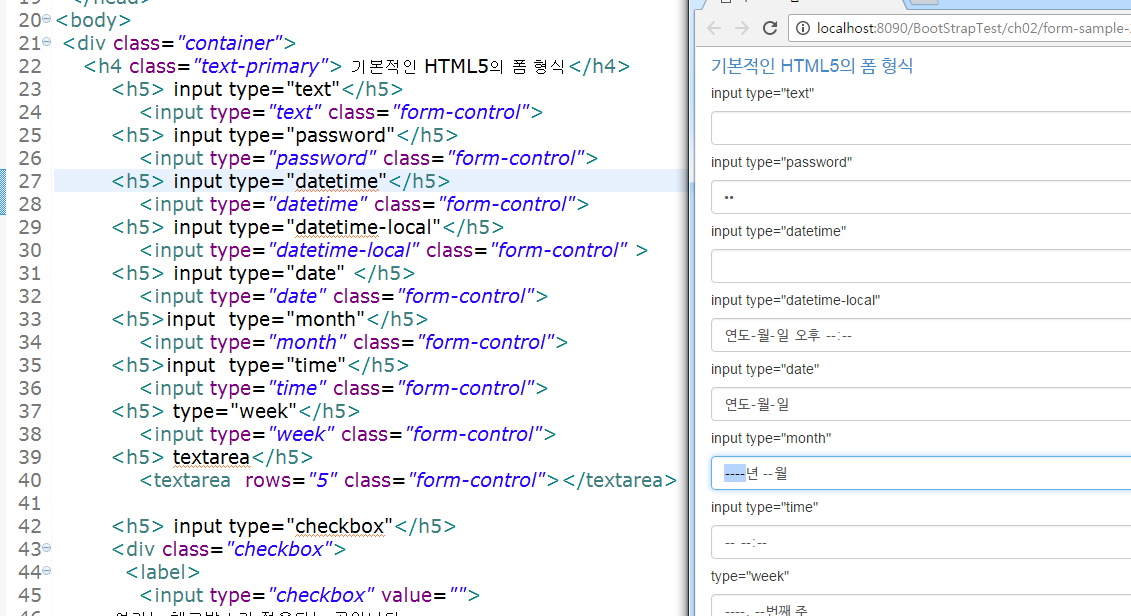 </head>
20 <body>
21 <div class="container">
22 <h4 class="text-primary"> 기본적인 HTML5의 폼 형식</h4>
23 <h5> input type="text"</h5>
24 <input type="text" class="form-control">
25 <h5> input type="password"</h5>
26 <input type="password" class="form-control">
27 <h5> input type="datetime"</h5>
28 <input type="datetime" class="form-control">
29 <h5> input type="datetime-local"</h5>
30 <input type="datetime-local" class="form-control" >
31 <h5> input type="date" </h5>
32 <input type="date" class="form-control">
33 <h5>input  type="month"</h5>
34 <input type="month" class="form-control">
35 <h5>input  type="time"</h5>
36 <input type="time" class="form-control">
37 <h5> type="week"</h5>
38 <input type="week" class="form-control">
39 <h5> textarea</h5>
40 <textarea  rows="5" class="form-control"></textarea>
41
42 <h5> input type="checkbox"</h5>
43 <div class="checkbox">
44 <label>
45 <input type="checkbox" value="">
localhost:8090/BootStrapTest/ch02/form-sample-
기본적인 HTML5의 폼 형식
input type="text"
input type="password"
••
input type="datetime"
input type="datetime-local"
연도-월-일 오후 --:--
input type="date"
연도-월-일
input type="month"
----년 --월
input type="time"
-- --:--
type="week"
----, --번째 주